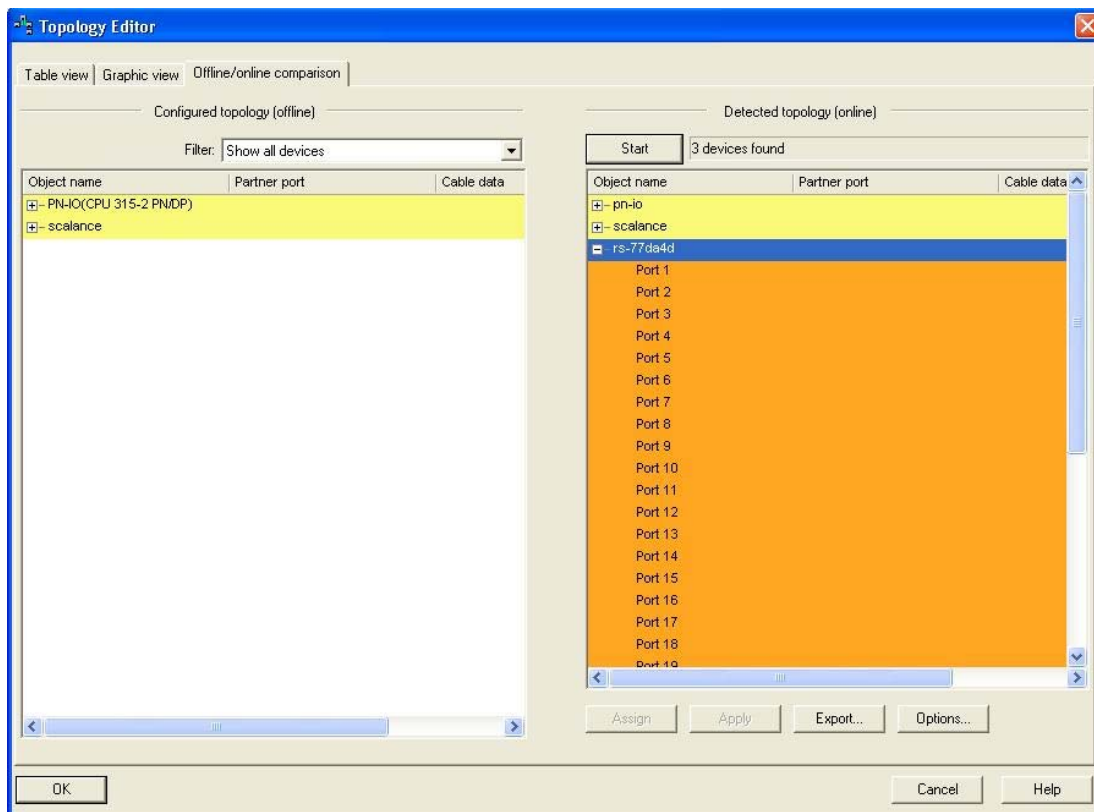 Topology Editor
Table view Graphic view Offline/online comparison
Configured topology (offline)
Filter: Show all devices
Object name Partner port Cable data
PN-IO(CPU 315-2 PN/DP)
scalance
Detected topology (online)
Start 3 devices found
Object name Partner port Cable data
pn-io
scalance
rs-77da4d
Port 1
Port 2
Port 3
Port 4
Port 5
Port 6
Port 7
Port 8
Port 9
Port 10
Port 11
Port 12
Port 13
Port 14
Port 15
Port 16
Port 17
Port 18
Port 19
Assign Apply Export... Options...
OK Cancel Help